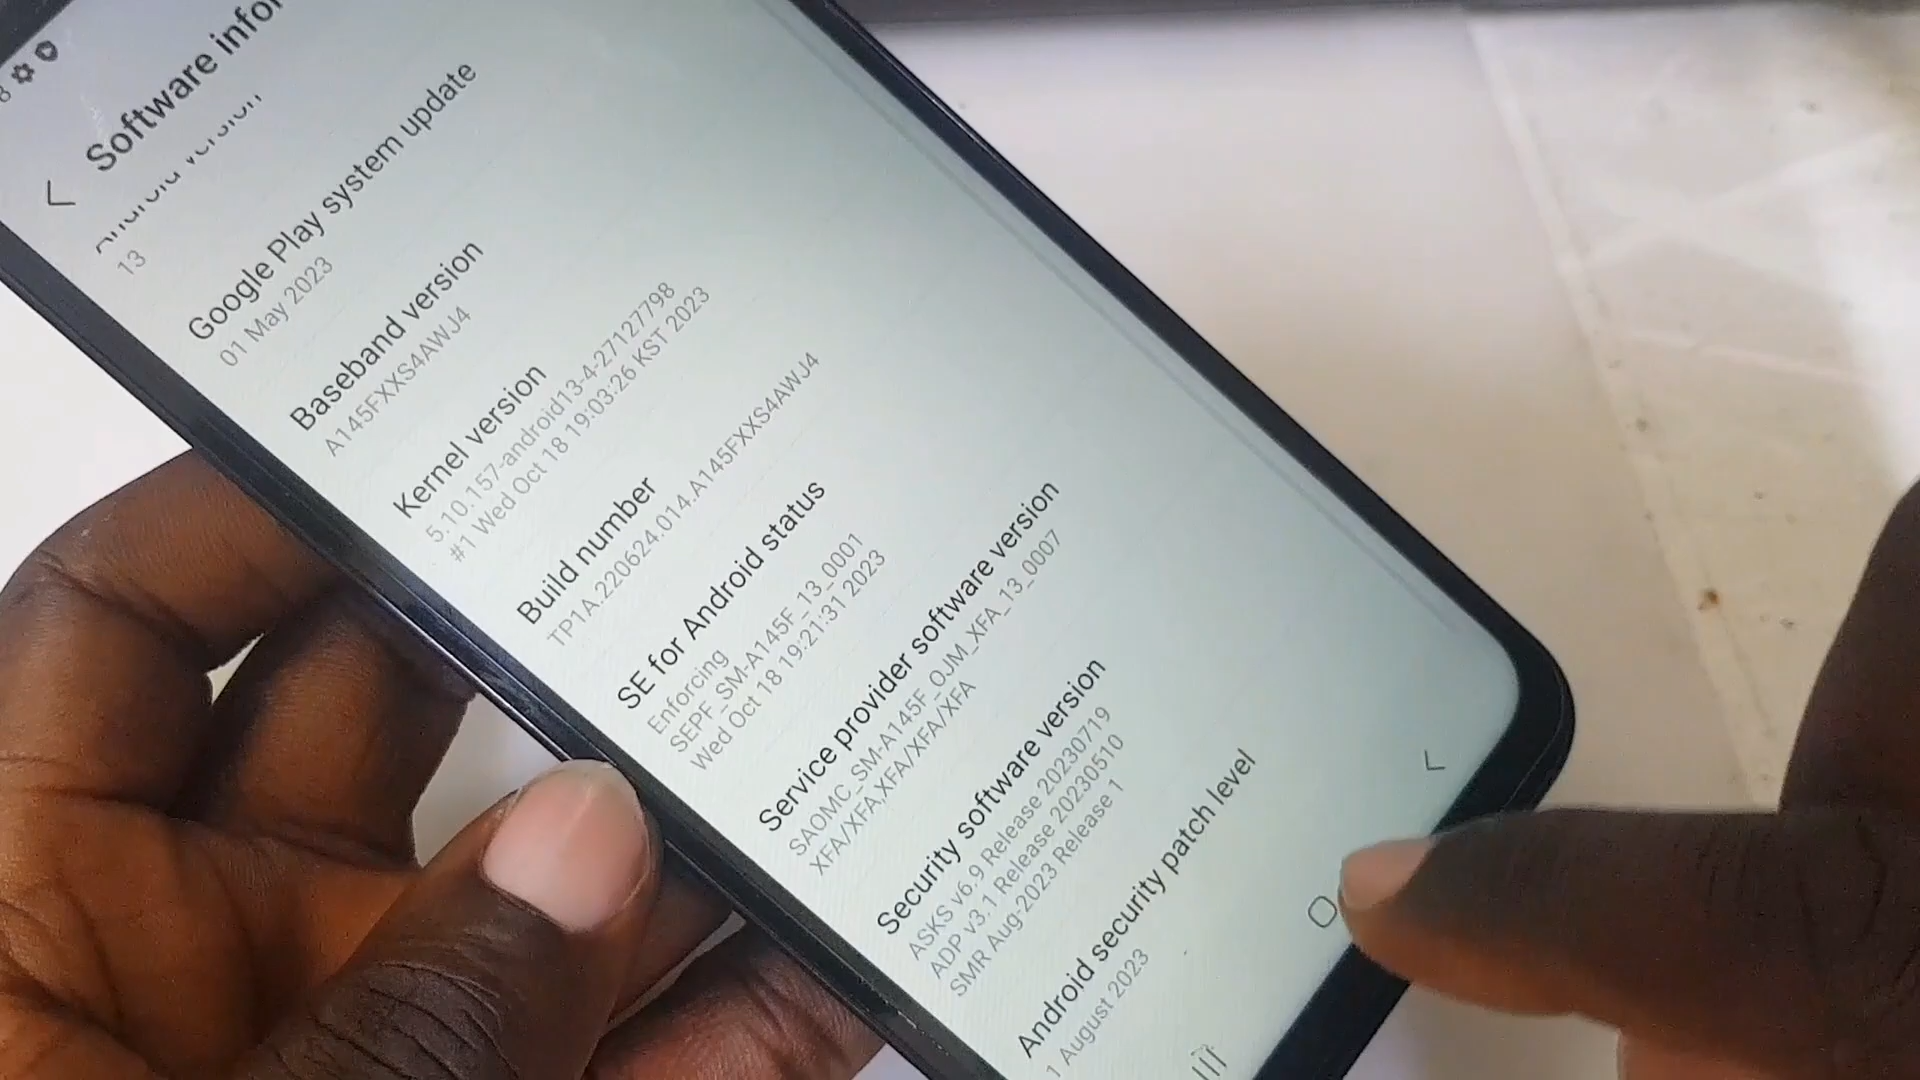 8
Software infor
Android version
13
Google Play system update
01 May 2023
Baseband version
A145FXXS4AWJ4
Kernel version
5.10.157-android13-4-27127798
#1 Wed Oct 18 19:03:26 KST 2023
Build number
TP1A.220624.014.A145FXXS4AWJ4
SE for Android status
Enforcing
SEPF_SM-A145F_13_0001
Wed Oct 18 19:21:31 2023
Service provider software version
SAOMC_SM-A145F_OJM_XFA_13_0007
XFA/XFA,XFA/XFA/XFA
Security software version
ASKS v6.9 Release 20230719
ADP v3.1 Release 20230510
SMR Aug-2023 Release 1
Android security patch level
1 August 2023